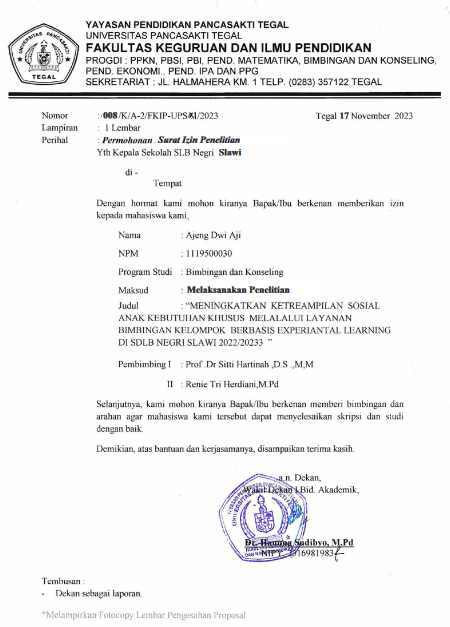 YAYASAN PENDIDIKAN PANCASAKTI TEGAL
UNIVERSITAS PANCASAKTI TEGAL
FAKULTAS KEGURUAN DAN ILMU PENDIDIKAN
PROGDI : PPKN, PBSI, PBI, PEND. MATEMATIKA, BIMBINGAN DAN KONSELING,
PEND. EKONOMI., PEND. IPA DAN PPG
SEKRETARIAT : JL. HALMAHERA KM. 1 TELP. (0283) 357122 TEGAL
UNIVERSITAS PANCASAKTI
TEGAL
Nomor : 008/K/A-2/FKIP-UPS/XI/2023 Tegal 17 November 2023
Lampiran : 1 Lembar
Perihal : Permohonan Surat Izin Penelitian
Yth Kepala Sekolah SLB Negri Slawi
di -
Tempat
Dengan hormat kami mohon kiranya Bapak/Ibu berkenan memberikan izin
kepada mahasiswa kami,
Nama : Ajeng Dwi Aji
NPM : 1119500030
Program Studi : Bimbingan dan Konseling
Maksud : Melaksanakan Penelitian
Judul : “MENINGKATKAN KETREAMPILAN SOSIAL
ANAK KEBUTUHAN KHUSUS MELALALUI LAYANAN
BIMBINGAN KELOMPOK BERBASIS EXPERIANTAL LEARNING
DI SDLB NEGRI SLAWI 2022/20233 ”
Pembimbing I : Prof .Dr Sitti Hartinah ,D.S .,M,M
II : Renie Tri Herdiani,M.Pd
Selanjutnya, kami mohon kiranya Bapak/Ibu berkenan memberi bimbingan dan
arahan agar mahasiswa kami tersebut dapat menyelesaikan skripsi dan studi
dengan baik.
Demikian, atas bantuan dan kerjasamanya, disampaikan terima kasih.
a.n. Dekan,
Wakil Dekan I Bid. Akademik,
Sudibyo, M.Pd
Tembusan :
- Dekan sebagai laporan.
*Melampirkan Fotocopy Lembar Pengesahan Proposal